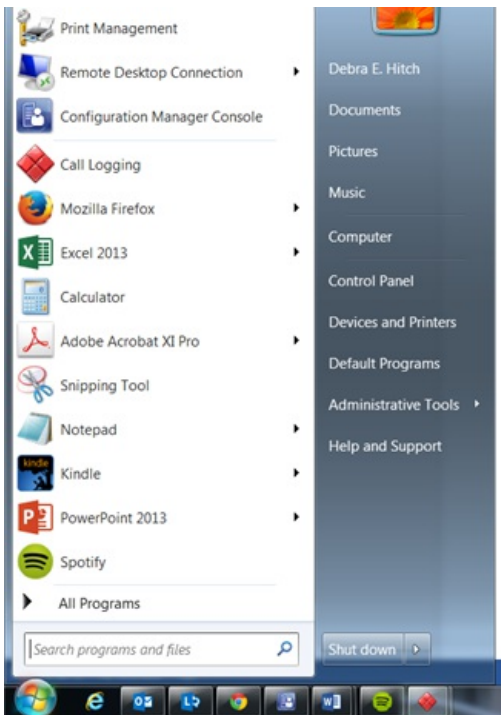 Print Management
Remote Desktop Connection
Configuration Manager Console
Call Logging
Mozilla Firefox
Excel 2013
Calculator
Adobe Acrobat XI Pro
Snipping Tool
Notepad
kindle
Kindle
PowerPoint 2013
Spotify
All Programs
Search programs and files
Debra E. Hitch
Documents
Pictures
Music
Computer
Control Panel
Devices and Printers
Default Programs
Administrative Tools
Help and Support
Shut down